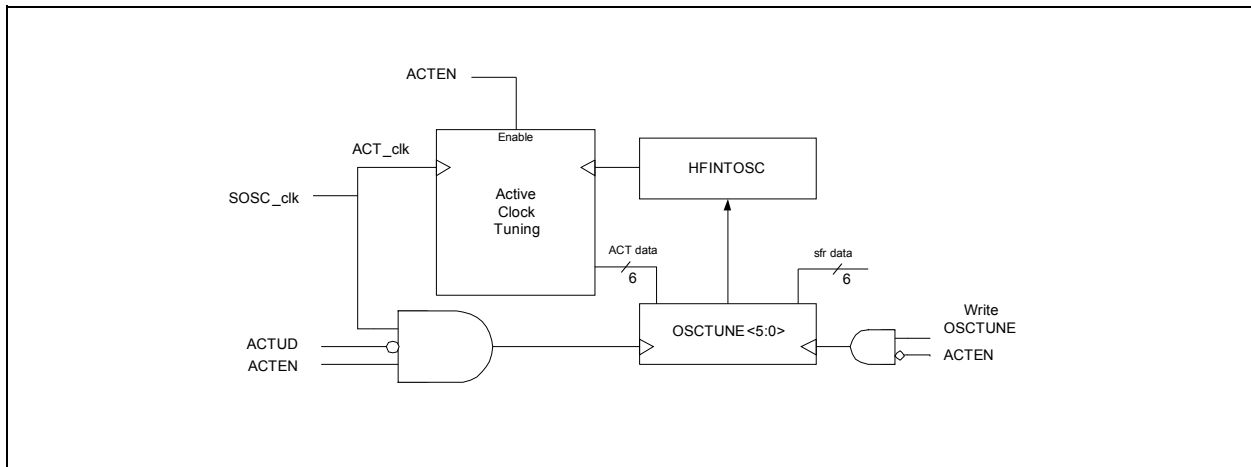 ACTEN
Enable
ACT_clk
HFINTOSC
SOSC_clk
Active
Clock
Tuning
ACT data
6
sfr data
6
Write
OSCTUNE
OSCTUNE<5:0>
ACTUD
ACTEN
ACTEN